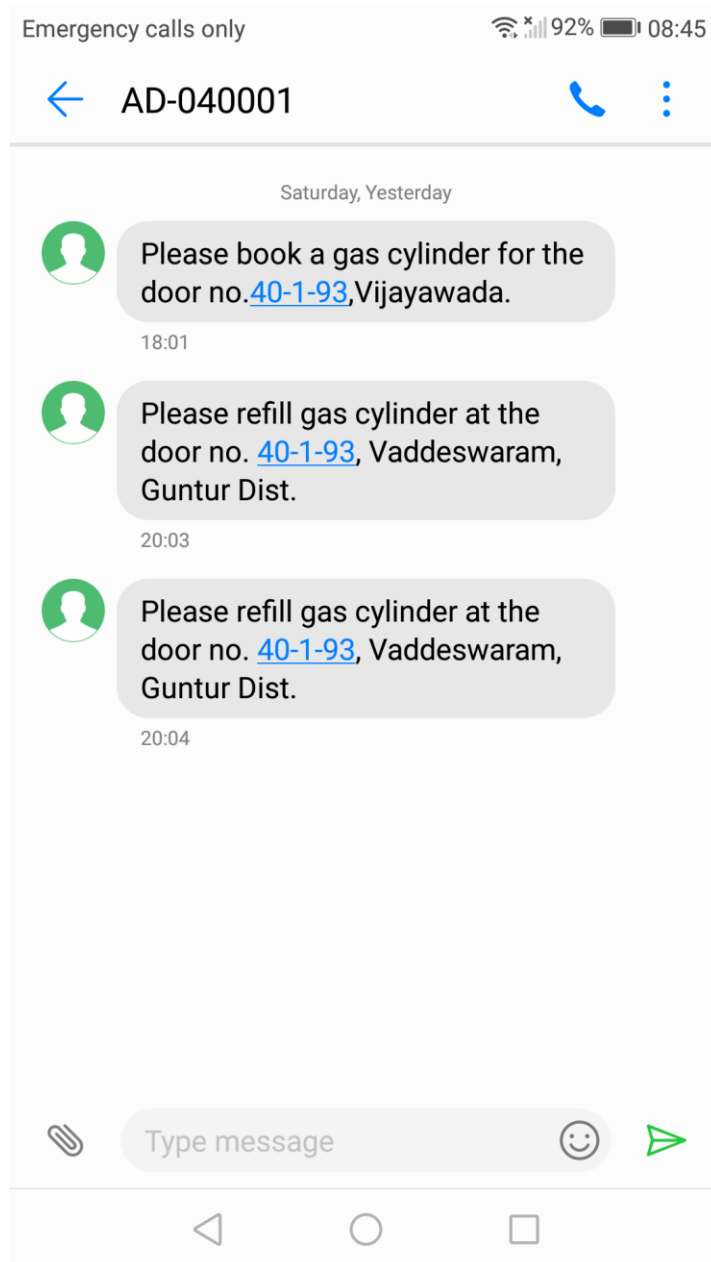 Emergency calls only 92% 08:45
AD-040001
Saturday, Yesterday
Please book a gas cylinder for the
door no.40-1-93,Vijayawada.
18:01
Please refill gas cylinder at the
door no. 40-1-93, Vaddeswaram,
Guntur Dist.
20:03
Please refill gas cylinder at the
door no. 40-1-93, Vaddeswaram,
Guntur Dist.
20:04
Type message